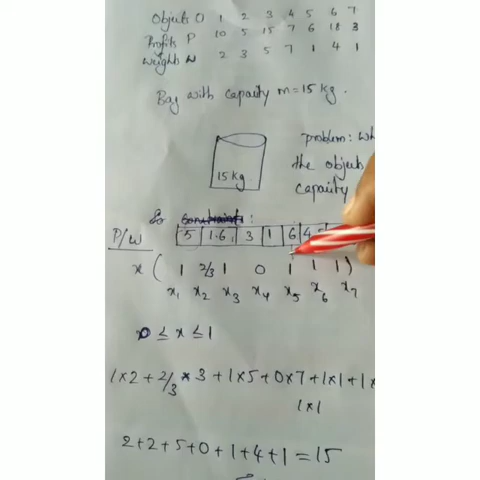 Objects O 1 2 3 4 5 6 7
Profits P 10 5 15 7 6 18 3
Weights W 2 3 5 7 1 4 1
Bag with capacity m=15 kg.
15 kg
problem:
the objects
capacity
So constraint:
P/W 5 1.6 3 1 6 4.5
x ( 1 2/3 1 0 1 1 1 )
x1 x2 x3 x4 x5 x6 x7
0 ≤ x ≤ 1
1×2 + 2/3 * 3 + 1×5 + 0×7 + 1×1 + 1×
1×1
2+2+5+0+1+4+1 = 15